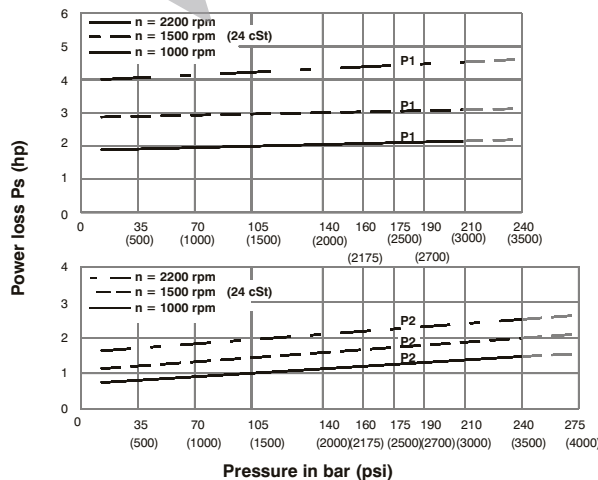 6
n = 2200 rpm
5
n = 1500 rpm (24 cSt)
n = 1000 rpm
P1
4
P1
3
P1
2
1
0
0 35 70 105 140 160 175 190 210 240
(500) (1000) (1500) (2000) (2175) (2500) (2700) (3000) (3500)
Power loss Ps (hp)
4
n = 2200 rpm
n = 1500 rpm (24 cSt)
3
n = 1000 rpm
P2
2
P2
P2
1
0
0 35 70 105 140 160 175 190 210 240 275
(500) (1000) (1500) (2000) (2175) (2500) (2700) (3000) (3500) (4000)
Pressure in bar (psi)